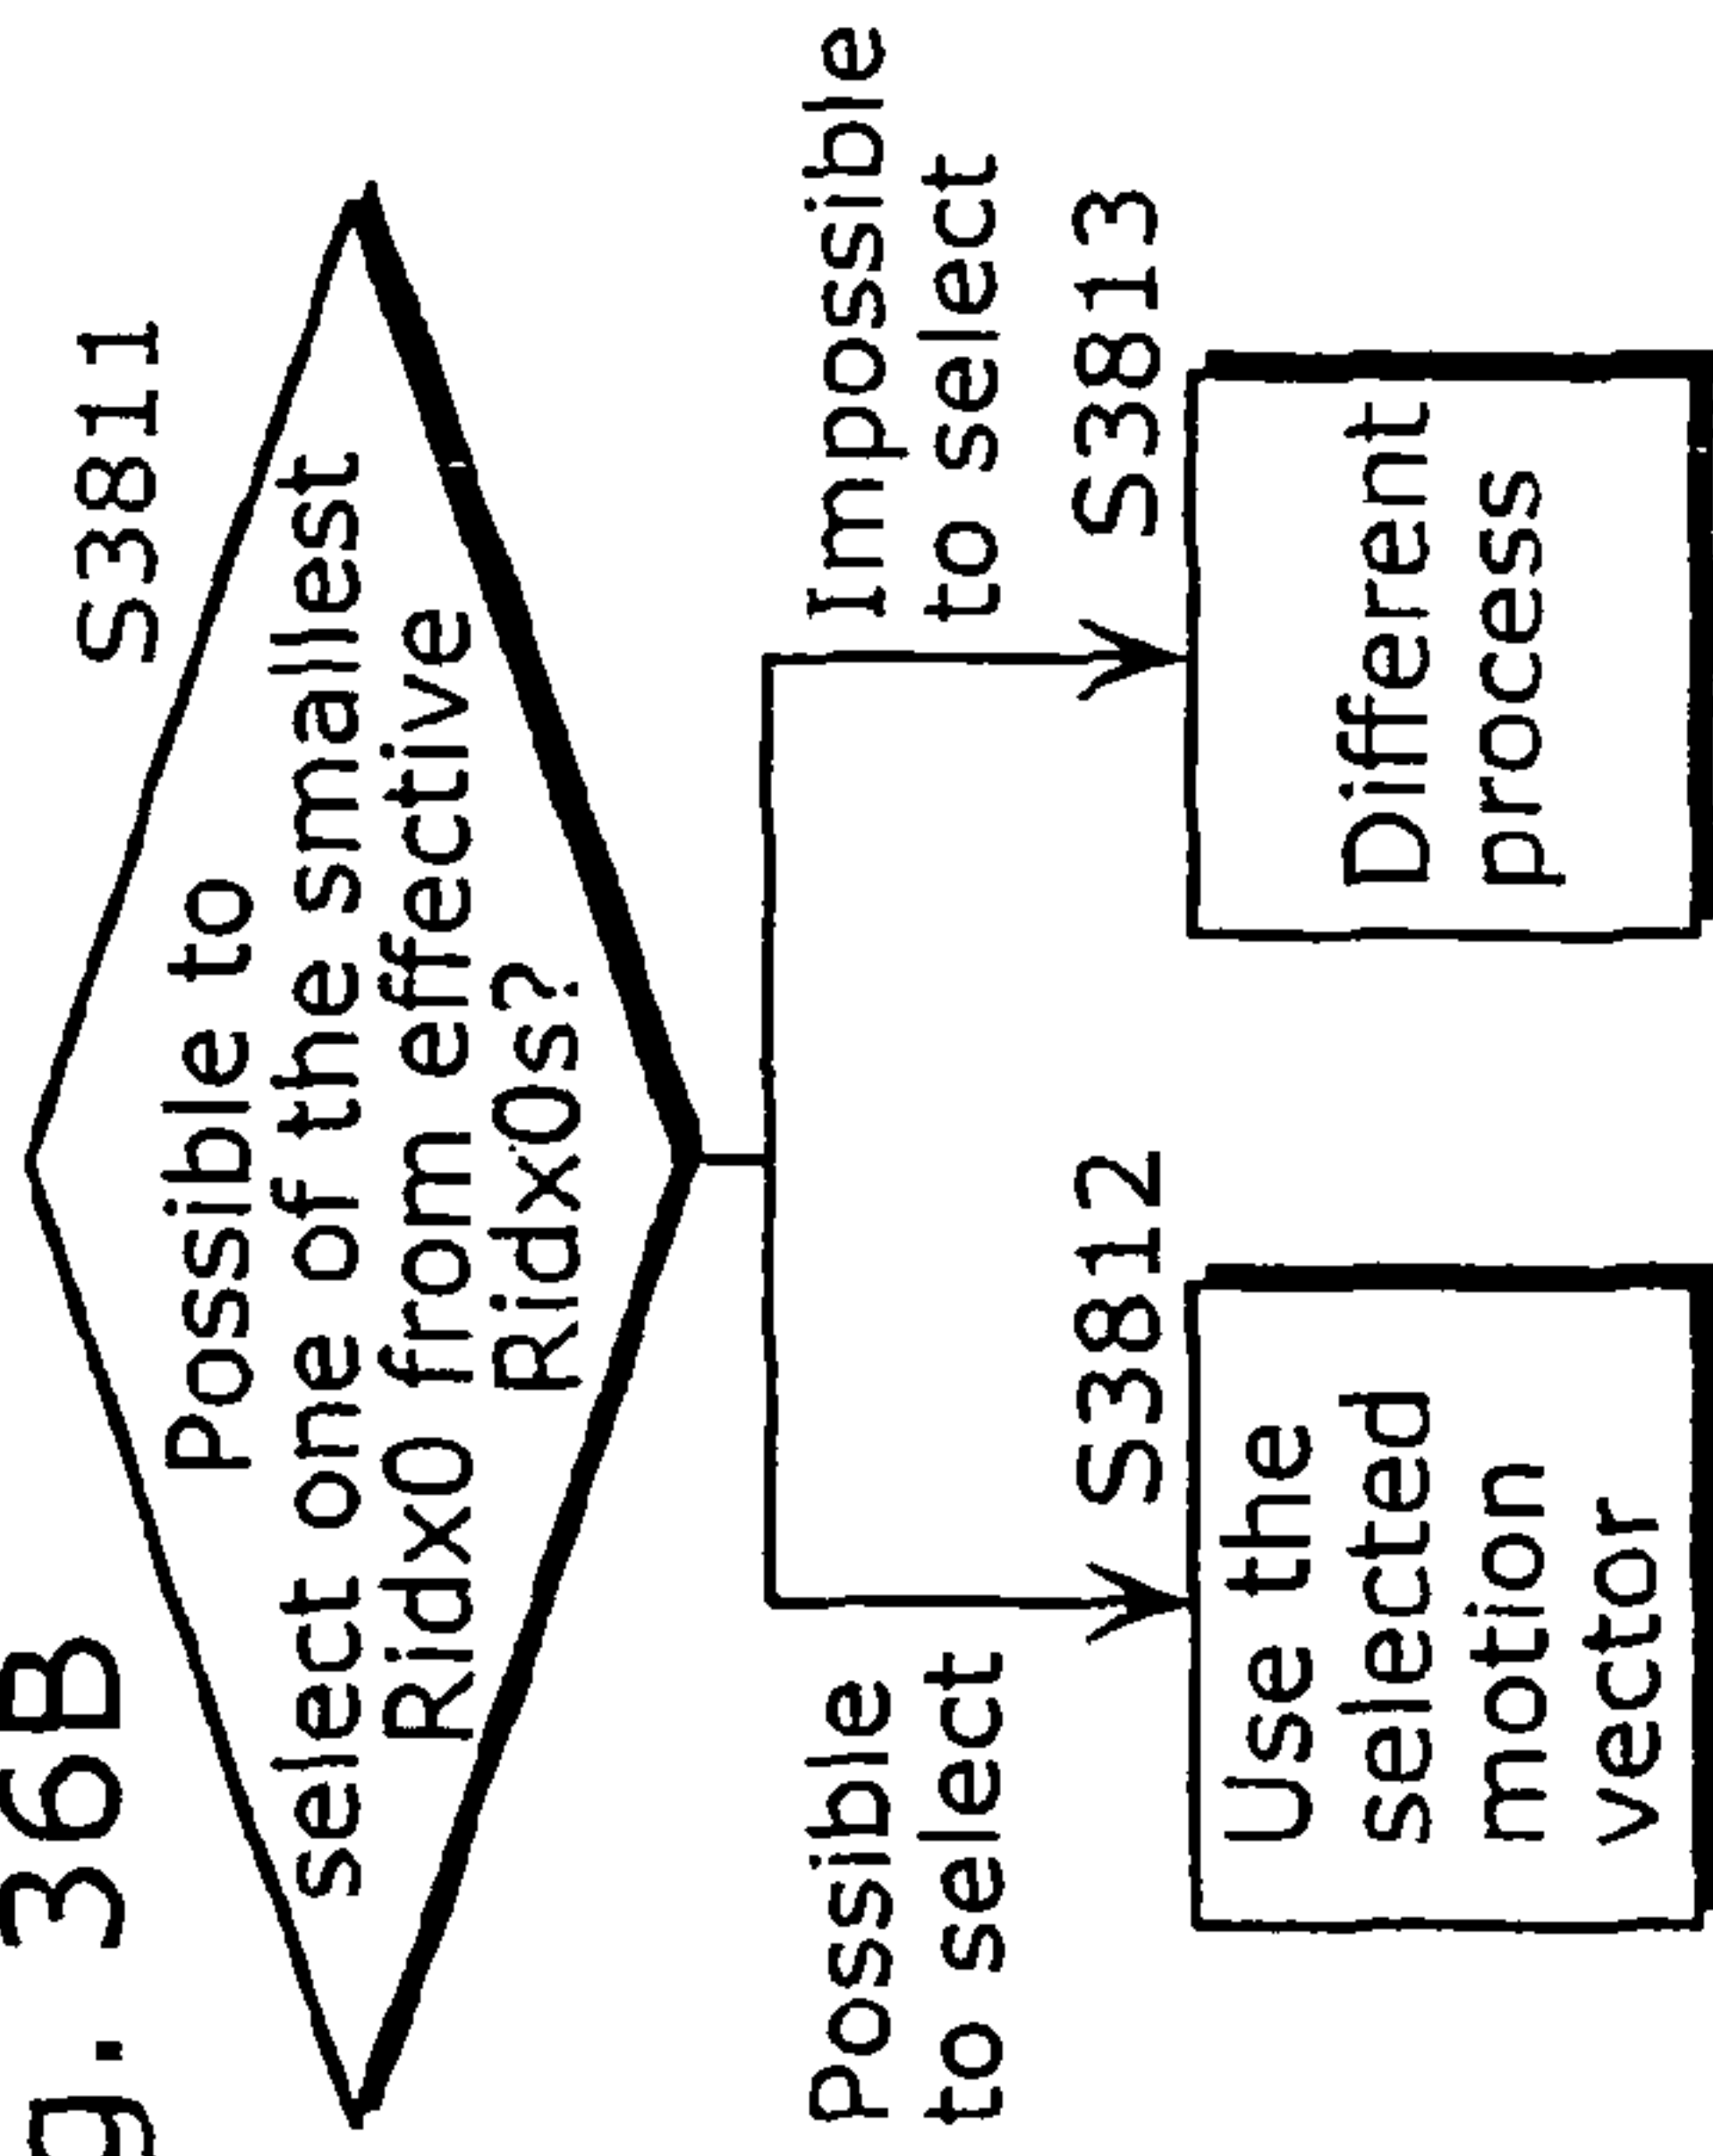 g. 36B
S3811
Possible to
select one of the smallest
Ridx0 from effective
Ridx0s?
Possible
to select
S3812
Use the
selected
motion
vector
Impossible
to select
S3813
Different
process